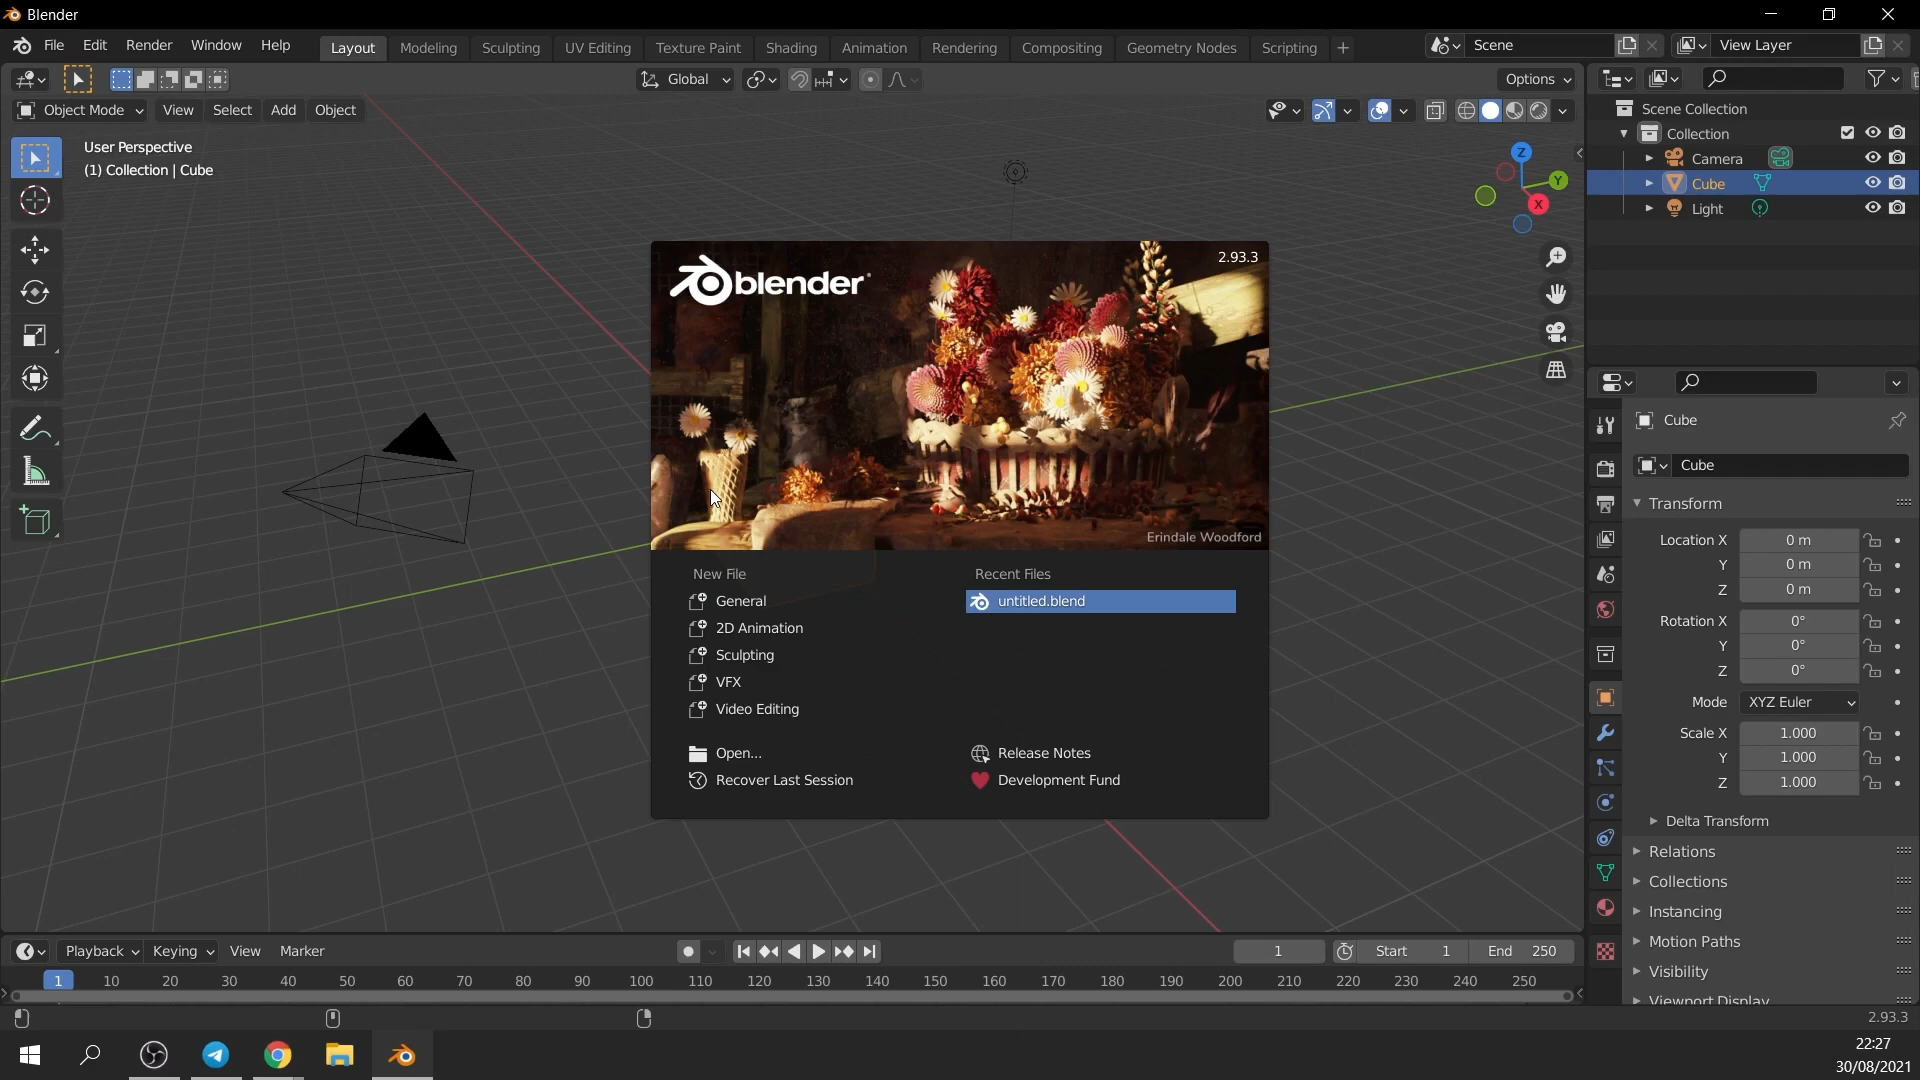 Blender
File Edit Render Window Help Layout Modeling Sculpting UV Editing Texture Paint Shading Animation Rendering Compositing Geometry Nodes Scripting + Scene View Layer
Global Options
Object Mode View Select Add Object
User Perspective
(1) Collection | Cube
Z
Y
X
Scene Collection
Collection
Camera
Cube
Light
blender
2.93.3
Erindale Woodford
New File
General
2D Animation
Sculpting
VFX
Video Editing
Open...
Recover Last Session
Recent Files
untitled.blend
Release Notes
Development Fund
Cube
Cube
Transform
Location X 0 m
Y 0 m
Z 0 m
Rotation X 0°
Y 0°
Z 0°
Mode XYZ Euler
Scale X 1.000
Y 1.000
Z 1.000
Delta Transform
Relations
Collections
Instancing
Motion Paths
Visibility
Viewport Display
Playback Keying View Marker 1 Start 1 End 250
1 10 20 30 40 50 60 70 80 90 100 110 120 130 140 150 160 170 180 190 200 210 220 230 240 250
2.93.3
22:27
30/08/2021